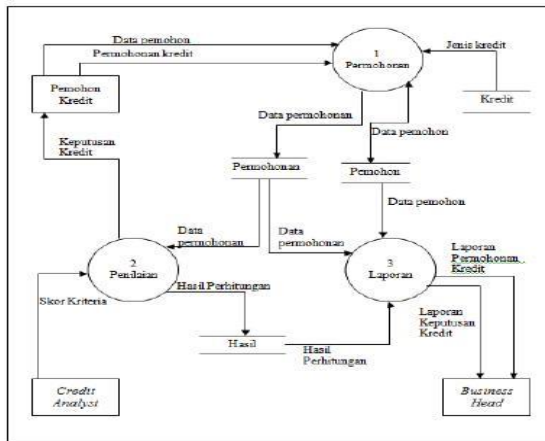 Data pemohon
Permohonan kredit
1
Permohonan
Jenis kredit
Pemohon
Kredit
Kredit
Data permohonan
Data pemohon
Keputusan
Kredit
Permohonan
Pemohon
Data
permohonan
Data
permohonan
Data pemohon
2
Penilaian
3
Laporan
Laporan
Permohonan
Kredit
Skor Kriteria
Hasil Perhitungan
Laporan
Keputusan
Kredit
Hasil
Hasil
Perhitungan
Credit
Analyst
Business
Head